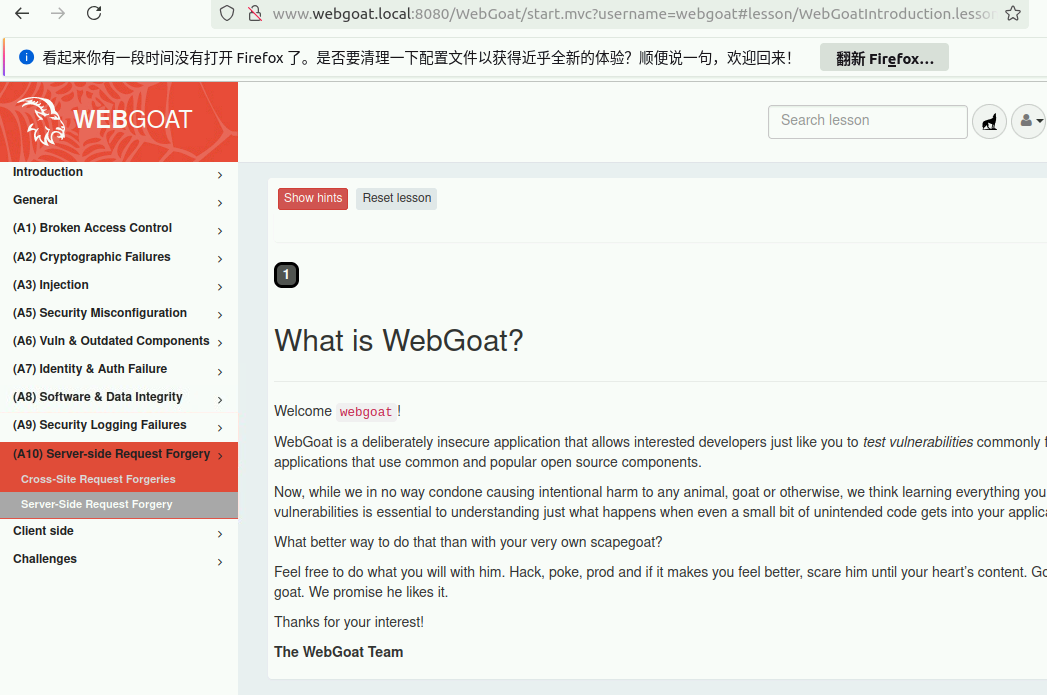 www.webgoat.local:8080/WebGoat/start.mvc?username=webgoat#lesson/WebGoatIntroduction.lesso
看起来你有一段时间没有打开 Firefox 了。是否要清理一下配置文件以获得近乎全新的体验？顺便说一句，欢迎回来！
翻新 Firefox…
WEBGOAT
Search lesson
Introduction
General
(A1) Broken Access Control
(A2) Cryptographic Failures
(A3) Injection
(A5) Security Misconfiguration
(A6) Vuln & Outdated Components
(A7) Identity & Auth Failure
(A8) Software & Data Integrity
(A9) Security Logging Failures
(A10) Server-side Request Forgery
Cross-Site Request Forgeries
Server-Side Request Forgery
Client side
Challenges
Show hints
Reset lesson
1
What is WebGoat?
Welcome webgoat!
WebGoat is a deliberately insecure application that allows interested developers just like you to test vulnerabilities commonly
applications that use common and popular open source components.
Now, while we in no way condone causing intentional harm to any animal, goat or otherwise, we think learning everything you
vulnerabilities is essential to understanding just what happens when even a small bit of unintended code gets into your applic
What better way to do that than with your very own scapegoat?
Feel free to do what you will with him. Hack, poke, prod and if it makes you feel better, scare him until your heart's content. Go
goat. We promise he likes it.
Thanks for your interest!
The WebGoat Team